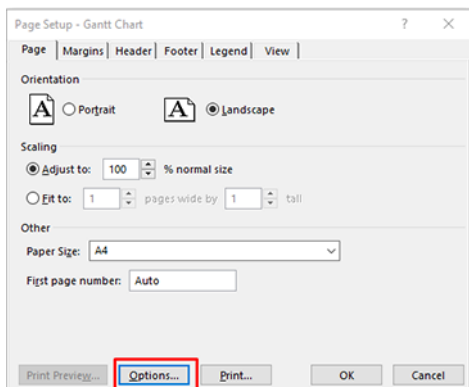 Page Setup - Gantt Chart ? ×
Page Margins Header Footer Legend View
Orientation
A Portrait A Landscape
Scaling
Adjust to: 100 % normal size
Fit to: 1 pages wide by 1 tall
Other
Paper Size: A4
First page number: Auto
Print Preview... Options... Print... OK Cancel